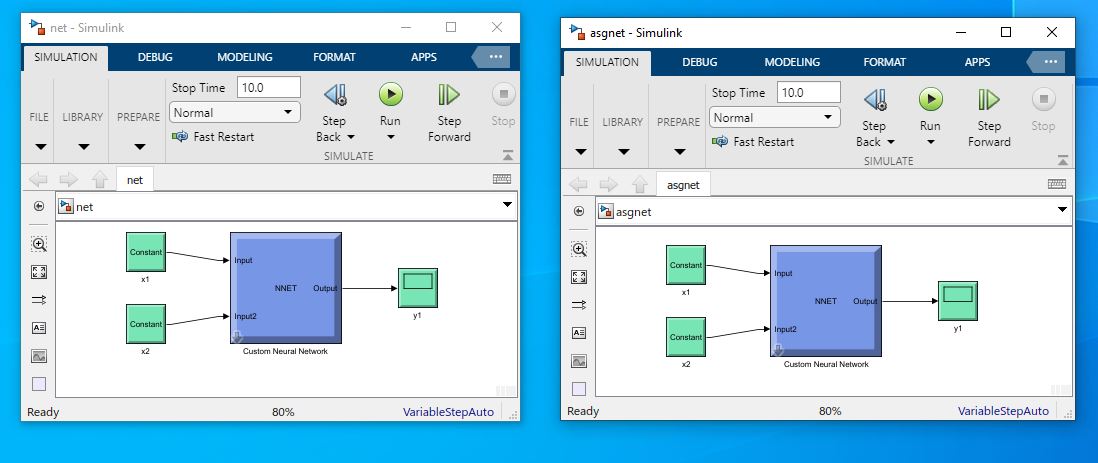 net - Simulink
SIMULATION DEBUG MODELING FORMAT APPS
FILE
LIBRARY
PREPARE
Stop Time 10.0
Normal
Fast Restart
Step Back
Run
Step Forward
Stop
SIMULATE
net
net
Constant
x1
Constant
x2
Input
Input2
NNET
Output
Custom Neural Network
y1
Ready 80% VariableStepAuto
asgnet - Simulink
SIMULATION DEBUG MODELING FORMAT APPS
FILE
LIBRARY
PREPARE
Stop Time 10.0
Normal
Fast Restart
Step Back
Run
Step Forward
Stop
SIMULATE
asgnet
asgnet
Constant
x1
Constant
x2
Input
Input2
NNET
Output
Custom Neural Network
y1
Ready 80% VariableStepAuto